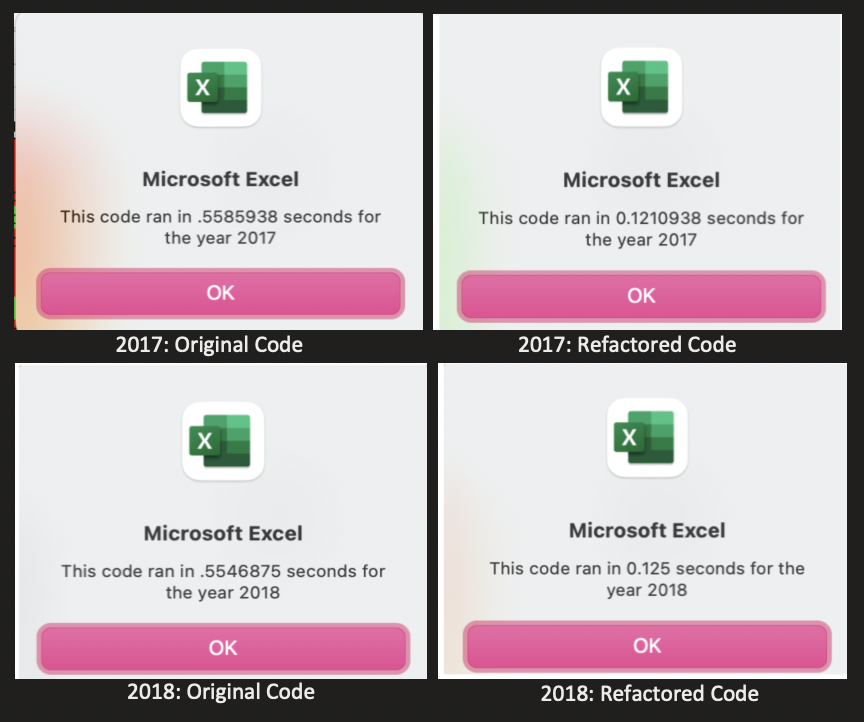 X
Microsoft Excel
This code ran in .5585938 seconds for
the year 2017
OK
2017: Original Code
X
Microsoft Excel
This code ran in 0.1210938 seconds for
the year 2017
OK
2017: Refactored Code
X
Microsoft Excel
This code ran in .5546875 seconds for
the year 2018
OK
2018: Original Code
X
Microsoft Excel
This code ran in 0.125 seconds for the
year 2018
OK
2018: Refactored Code